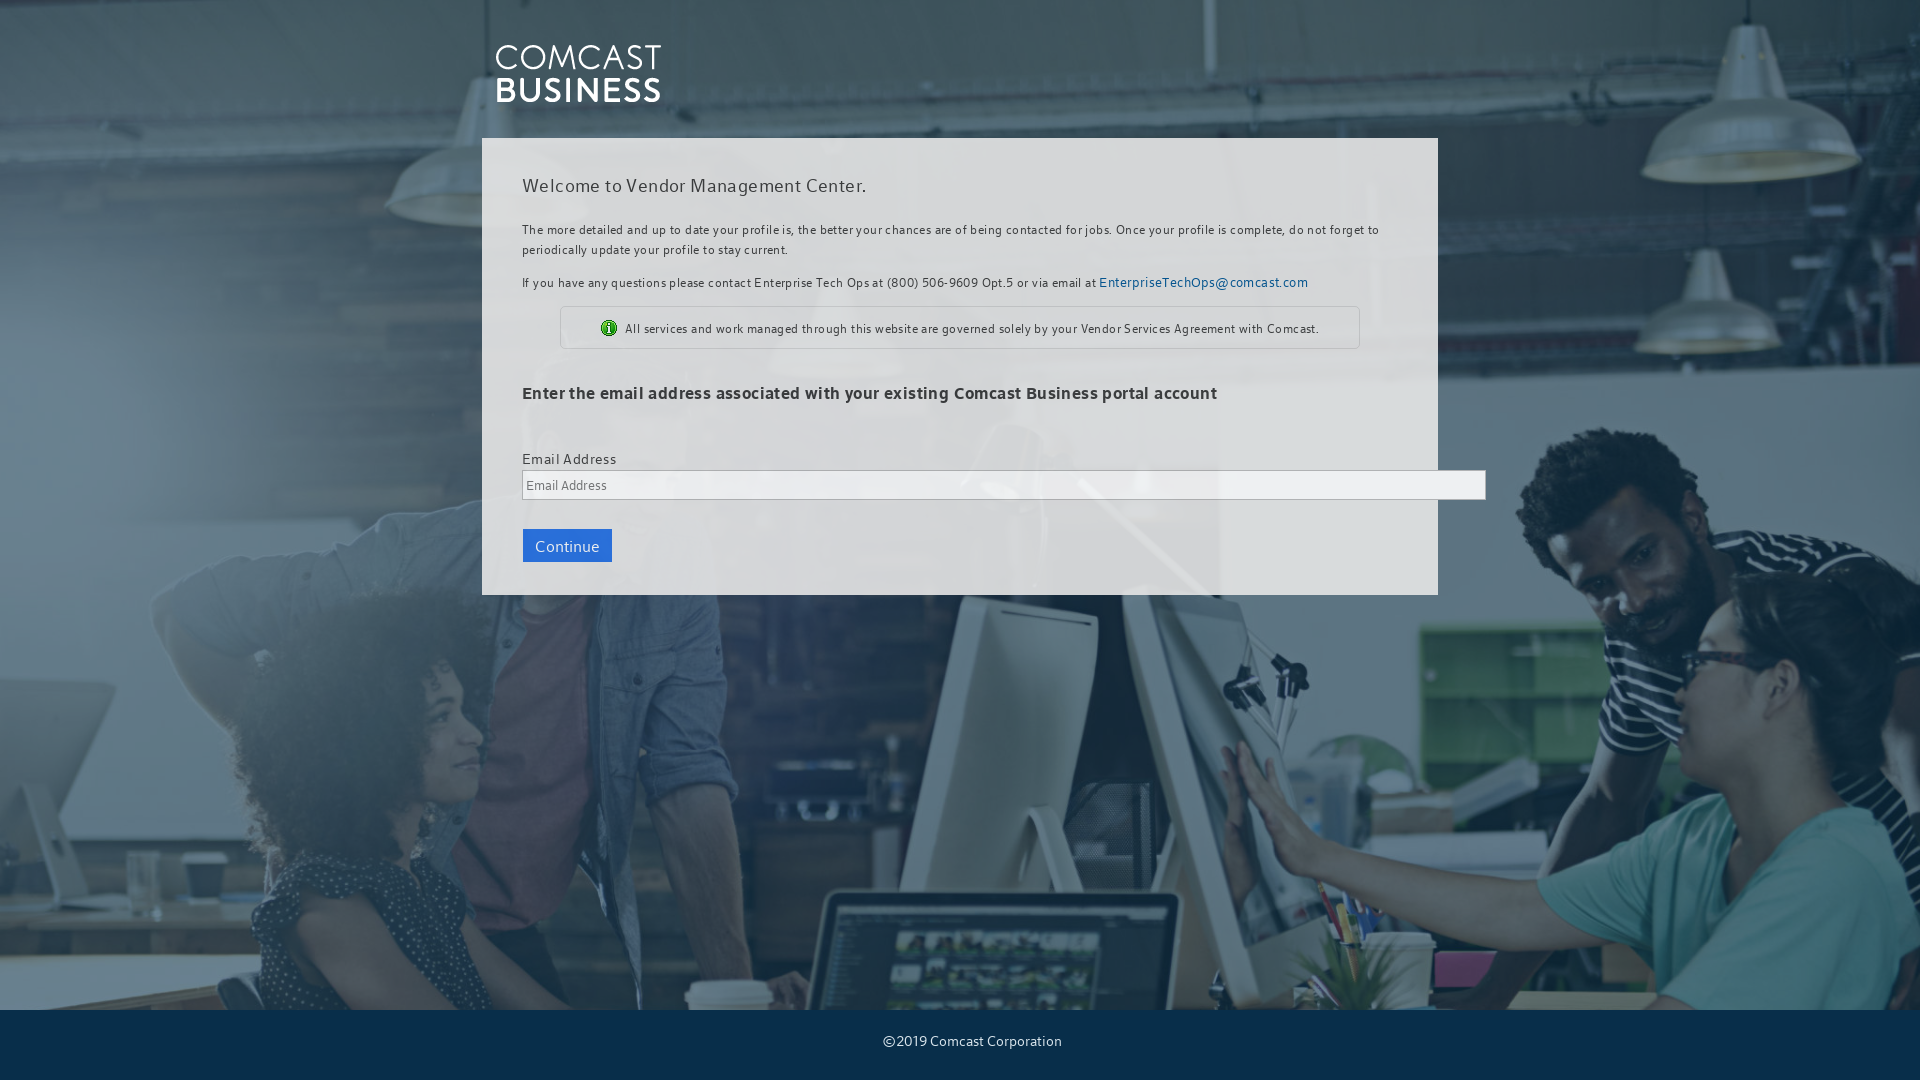 COMCAST
BUSINESS
Welcome to Vendor Management Center.
The more detailed and up to date your profile is, the better your chances are of being contacted for jobs. Once your profile is complete, do not forget to
periodically update your profile to stay current.
If you have any questions please contact Enterprise Tech Ops at (800) 506-9609 Opt.5 or via email at EnterpriseTechOps@comcast.com
All services and work managed through this website are governed solely by your Vendor Services Agreement with Comcast.
Enter the email address associated with your existing Comcast Business portal account
Email Address
Email Address
Continue
©2019 Comcast Corporation